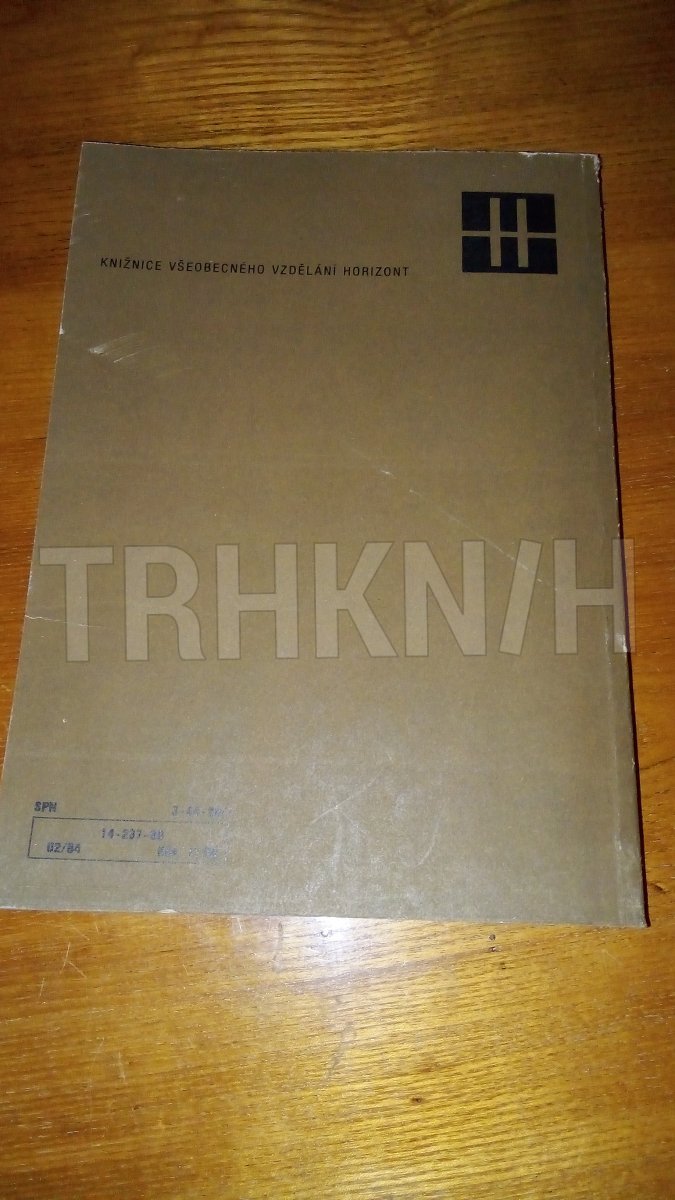 H
KNIŽNICE VŠEOBECNÉHO VZDĚLÁNÍ HORIZONT
TRHKNIH
SPN
02/84